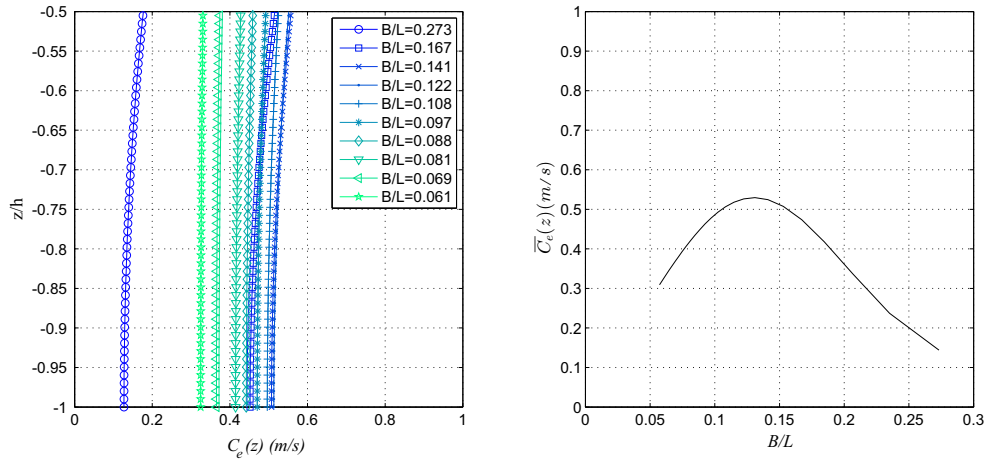 -0.5
-0.55
-0.6
-0.65
-0.7
-0.75
-0.8
-0.85
-0.9
-0.95
-1
z/h
0 0.2 0.4 0.6 0.8 1
C_e(z) (m/s)
B/L=0.273
B/L=0.167
B/L=0.141
B/L=0.122
B/L=0.108
B/L=0.097
B/L=0.088
B/L=0.081
B/L=0.069
B/L=0.061
1
0.9
0.8
0.7
0.6
0.5
0.4
0.3
0.2
0.1
0
C̅_e(z)(m/s)
0 0.05 0.1 0.15 0.2 0.25 0.3
B/L